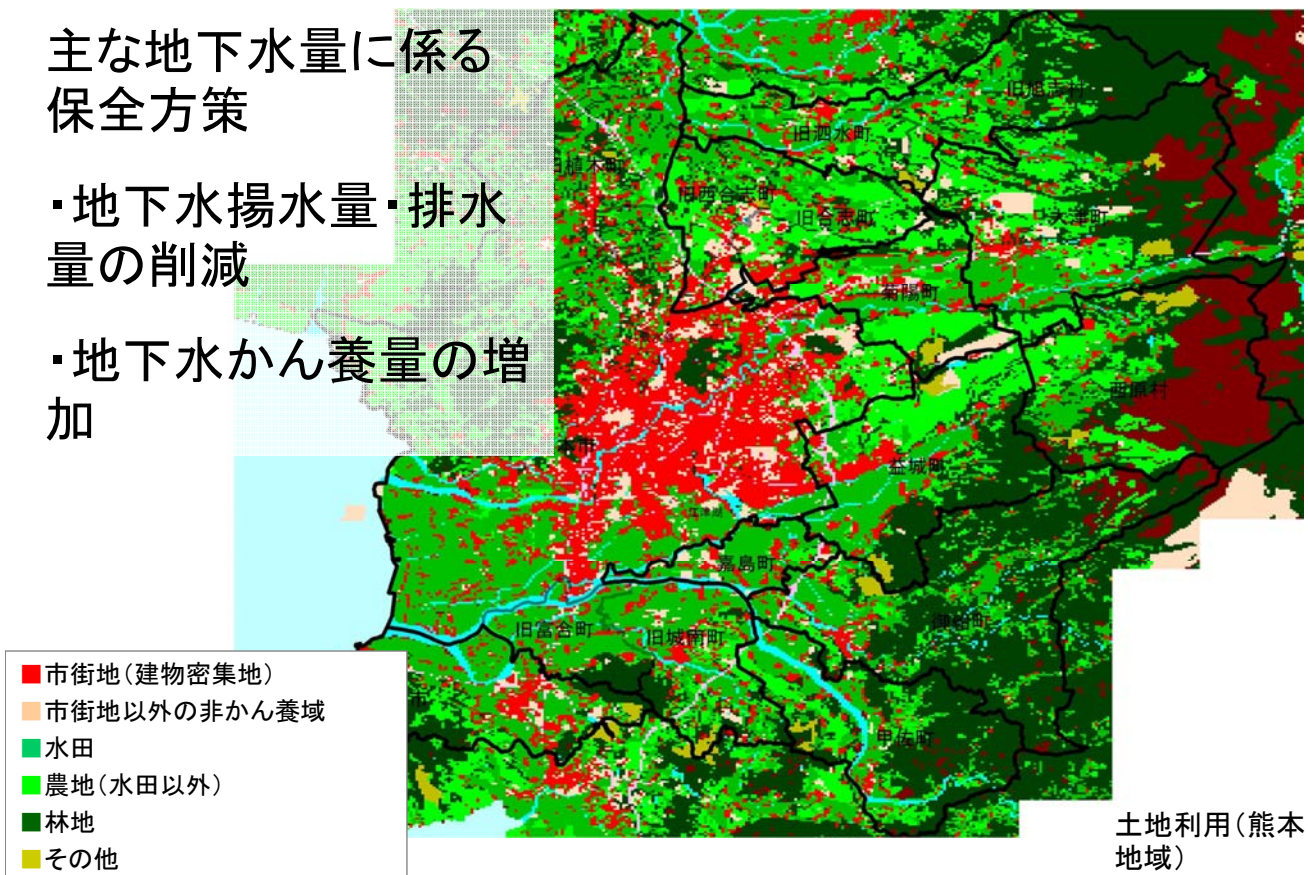 主な地下水量に係る
保全方策
・地下水揚水量・排水
量の削減
・地下水かん養量の増
加
旧旭志村
旧泗水町
旧植木町
旧西合志町
旧合志町
大津町
菊陽町
西原村
益城町
江津湖
嘉島町
旧富合町
旧城南町
御船町
甲佐町
■市街地(建物密集地)
■市街地以外の非かん養域
■水田
■農地(水田以外)
■林地
■その他
土地利用(熊本
地域)